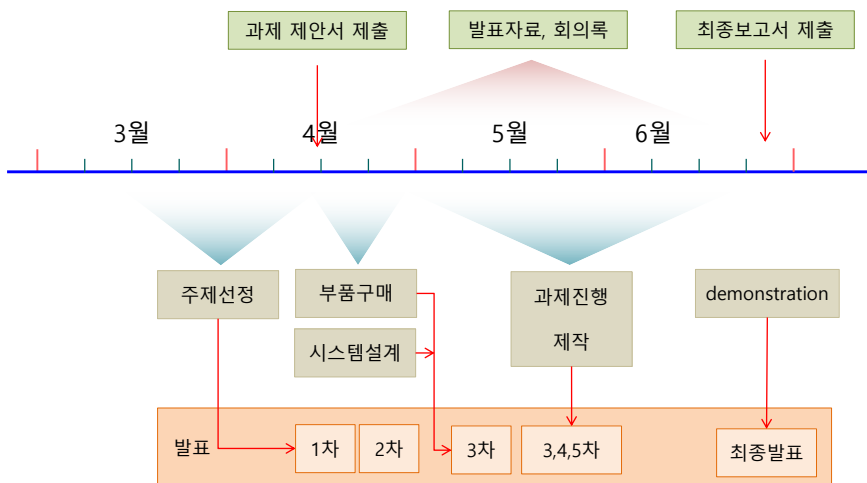 과제 제안서 제출
발표자료, 회의록
최종보고서 제출
3월
4월
5월
6월
주제선정
부품구매
시스템설계
과제진행
제작
demonstration
발표
1차
2차
3차
3,4,5차
최종발표